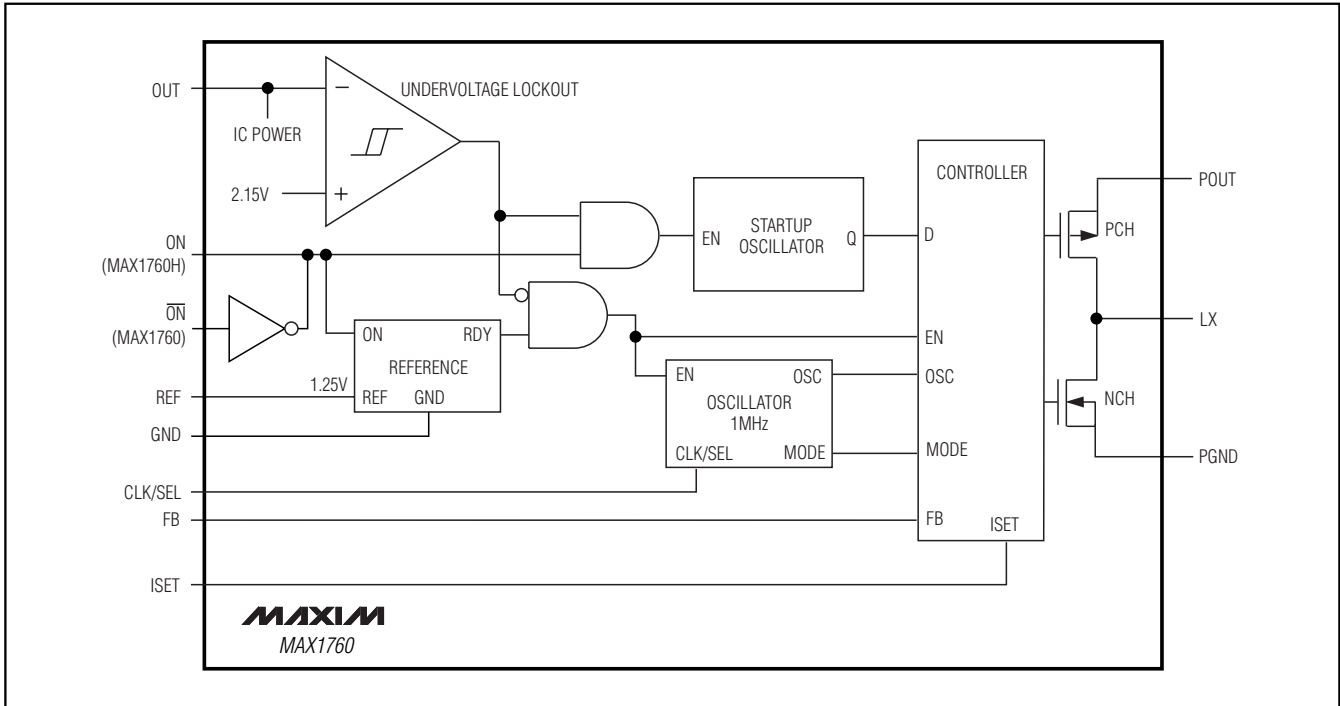 OUT
IC POWER
−
UNDERVOLTAGE LOCKOUT
2.15V
+
ON
(MAX1760H)
O̅N̅
(MAX1760)
REF
GND
CLK/SEL
FB
ISET
ON
RDY
REFERENCE
1.25V
REF
GND
EN
STARTUP
OSCILLATOR
Q
EN
OSC
OSCILLATOR
1MHz
CLK/SEL
MODE
CONTROLLER
D
EN
OSC
MODE
FB
ISET
PCH
NCH
POUT
LX
PGND
MAXIM
MAX1760